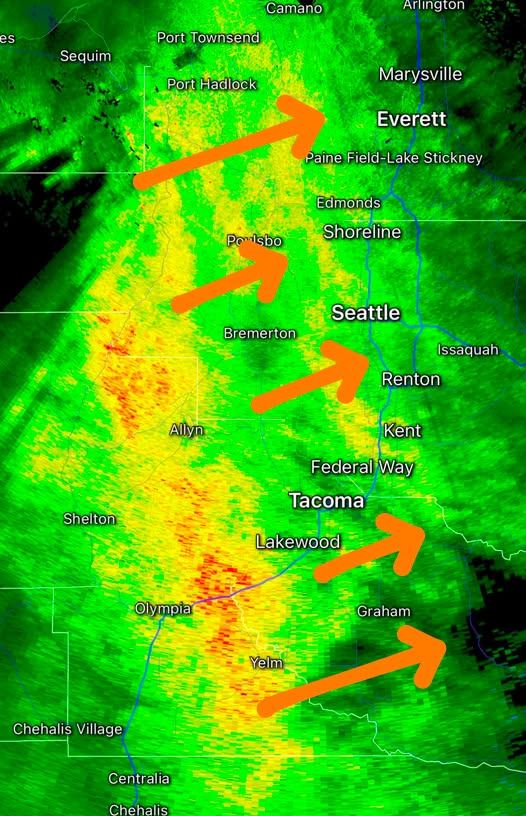 Camano
Arlington
es
Port Townsend
Sequim
Marysville
Port Hadlock
Everett
Paine Field-Lake Stickney
Edmonds
Shoreline
Poulsbo
Seattle
Bremerton
Issaquah
Renton
Allyn
Kent
Federal Way
Tacoma
Shelton
Lakewood
Olympia
Graham
Yelm
Chehalis Village
Centralia
Chehalis